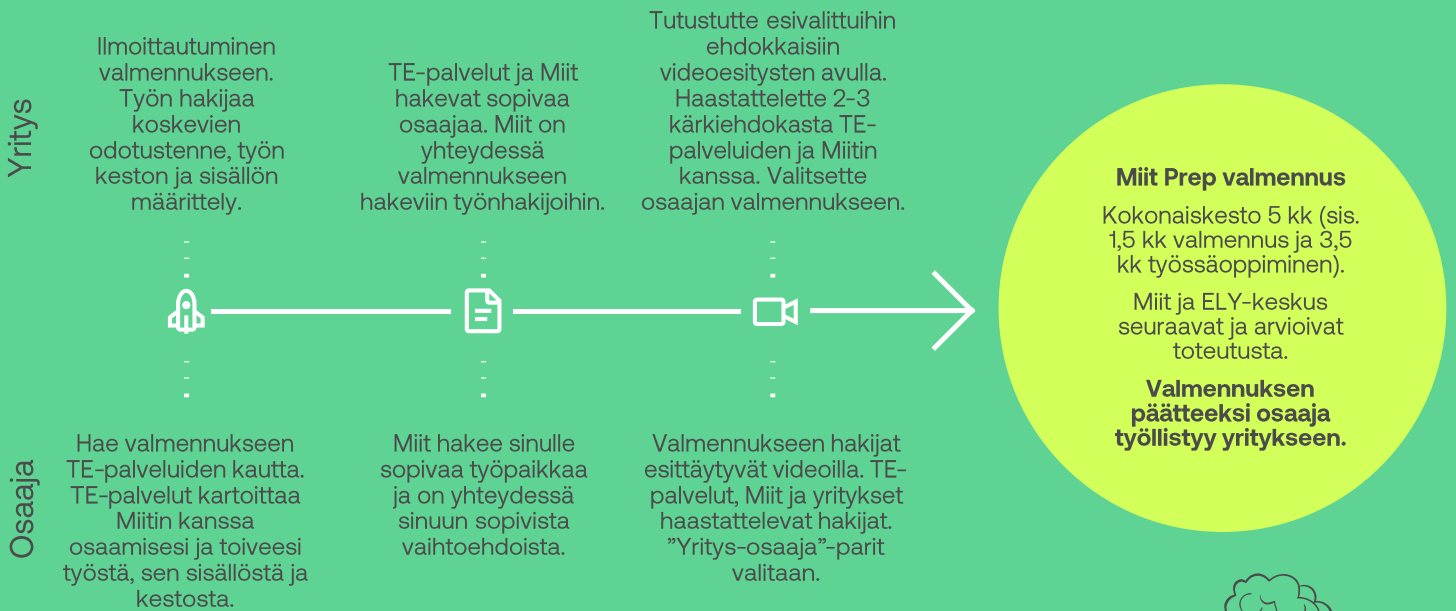 Yritys
Ilmoittautuminen
valmennukseen.
Työn hakijaa
koskevien
odotustenne, työn
keston ja sisällön
määrittely.
TE-palvelut ja Miit
hakevat sopivaa
osaajaa. Miit on
yhteydessä
valmennukseen
hakeviin työnhakijoihin.
Tutustutte esivalittuihin
ehdokkaisiin
videoesitysten avulla.
Haastattelette 2-3
kärkiehdokasta TE-
palveluiden ja Miitin
kanssa. Valitsette
osaajan valmennukseen.
Osaaja
Hae valmennukseen
TE-palveluiden kautta.
TE-palvelut kartoittaa
Miitin kanssa
osaamisesi ja toiveesi
työstä, sen sisällöstä ja
kestosta.
Miit hakee sinulle
sopivaa työpaikkaa
ja on yhteydessä
sinuun sopivista
vaihtoehdoista.
Valmennukseen hakijat
esittäytyvät videoilla. TE-
palvelut, Miit ja yritykset
haastattelevat hakijat.
”Yritys-osaaja”-parit
valitaan.
Miit Prep valmennus
Kokonaiskesto 5 kk (sis.
1,5 kk valmennus ja 3,5
kk työssäoppiminen).
Miit ja ELY-keskus
seuraavat ja arvioivat
toteutusta.
Valmennuksen
päätteeksi osaaja
työllistyy yritykseen.